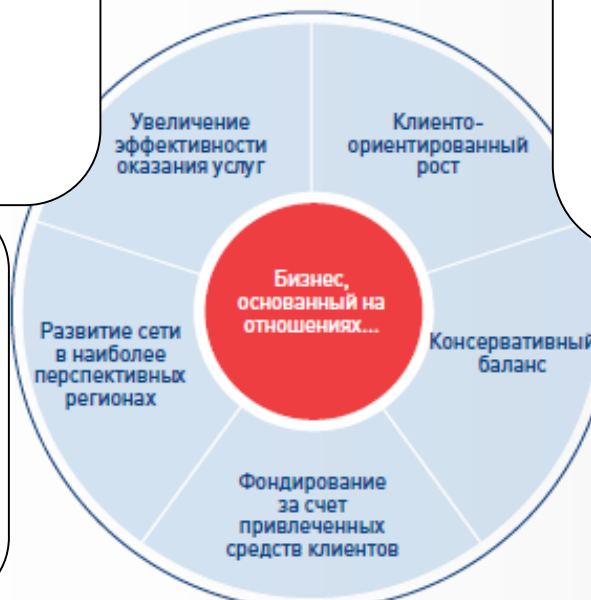 Увеличение
эффективности
оказания услуг
Клиенто-
ориентированный
рост
Бизнес,
основанный на
отношениях...
Развитие сети
в наиболее
перспективных
регионах
Консервативный
баланс
Фондирование
за счет
привлеченных
средств клиентов